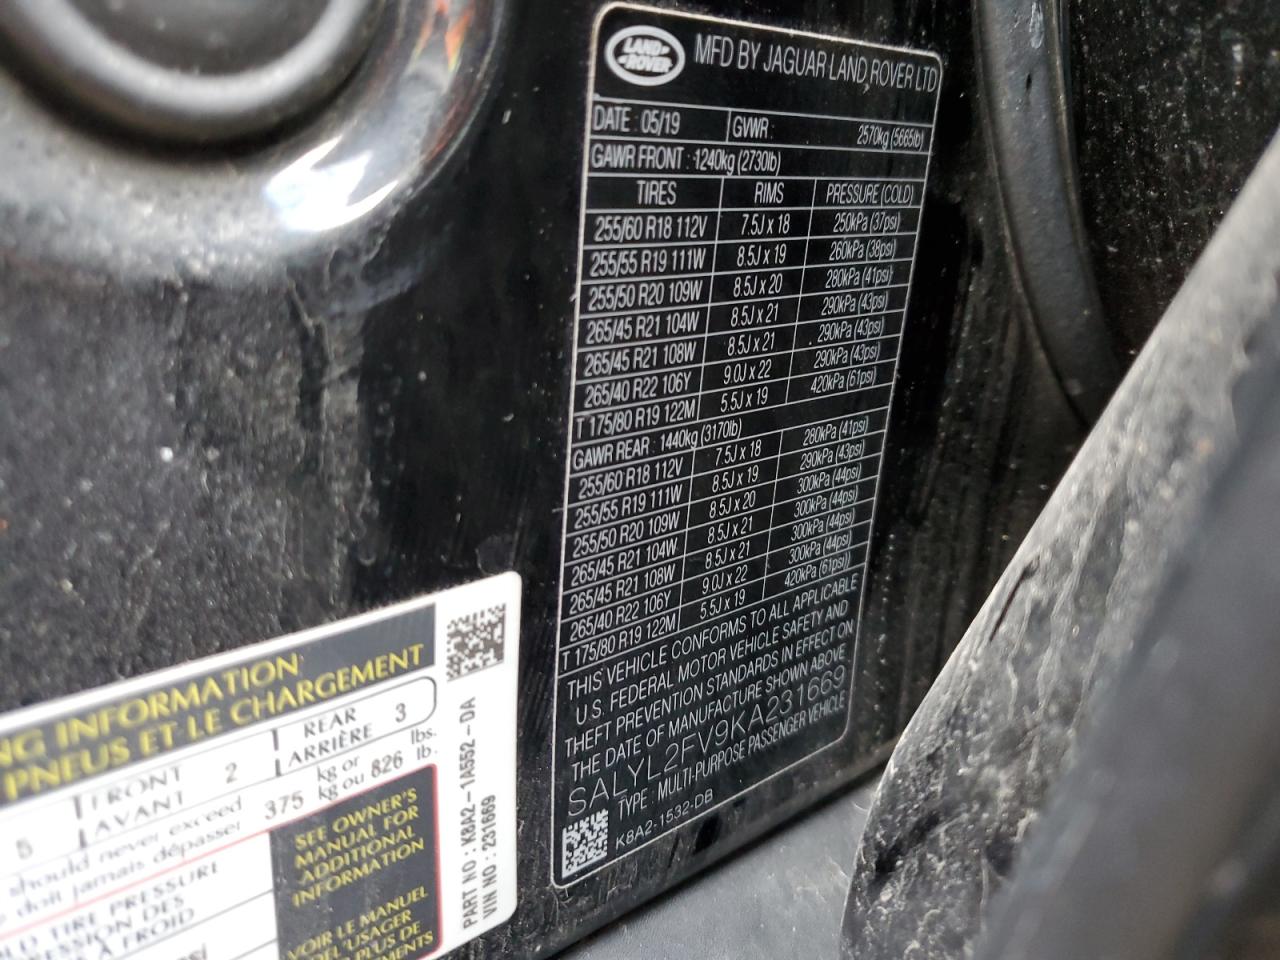 LAND ROVER
MFD BY JAGUAR LAND ROVER LTD
DATE : 05/19 GVWR : 2570kg (5665lb)
GAWR FRONT : 1240kg (2730lb)
TIRES RIMS PRESSURE (COLD)
255/60 R18 112V 7.5J x 18 250kPa (37psi)
255/55 R19 111W 8.5J x 19 260kPa (38psi)
255/50 R20 109W 8.5J x 20 280kPa (41psi)
265/45 R21 104W 8.5J x 21 290kPa (43psi)
265/45 R21 108W 8.5J x 21 290kPa (43psi)
265/40 R22 106Y 9.0J x 22 290kPa (43psi)
T 175/80 R19 122M 5.5J x 19 420kPa (61psi)
GAWR REAR : 1440kg (3170lb)
255/60 R18 112V 7.5J x 18 280kPa (41psi)
255/55 R19 111W 8.5J x 19 290kPa (43psi)
255/50 R20 109W 8.5J x 20 300kPa (44psi)
265/45 R21 104W 8.5J x 21 300kPa (44psi)
265/45 R21 108W 8.5J x 21 300kPa (44psi)
265/40 R22 106Y 9.0J x 22 300kPa (44psi)
T 175/80 R19 122M 5.5J x 19 420kPa (61psi)
THIS VEHICLE CONFORMS TO ALL APPLICABLE
U.S. FEDERAL MOTOR VEHICLE SAFETY AND
THEFT PREVENTION STANDARDS IN EFFECT ON
THE DATE OF MANUFACTURE SHOWN ABOVE
SALYL2FV9KA231669
TYPE : MULTI-PURPOSE PASSENGER VEHICLE
K8A2-1532-DB
NG INFORMATION
PNEUS ET LE CHARGEMENT
5 FRONT AVANT 2 REAR ARRIÈRE 3
should never exceed 375 kg or 826 lbs.
doit jamais dépasser kg ou lb.
TIRE PRESSURE
DES
À FROID
SEE OWNER'S
MANUAL FOR
ADDITIONAL
INFORMATION
VOIR LE MANUEL
DE L'USAGER
PLUS DE
PART NO : K8A2-1A552-DA
VIN NO : 231669